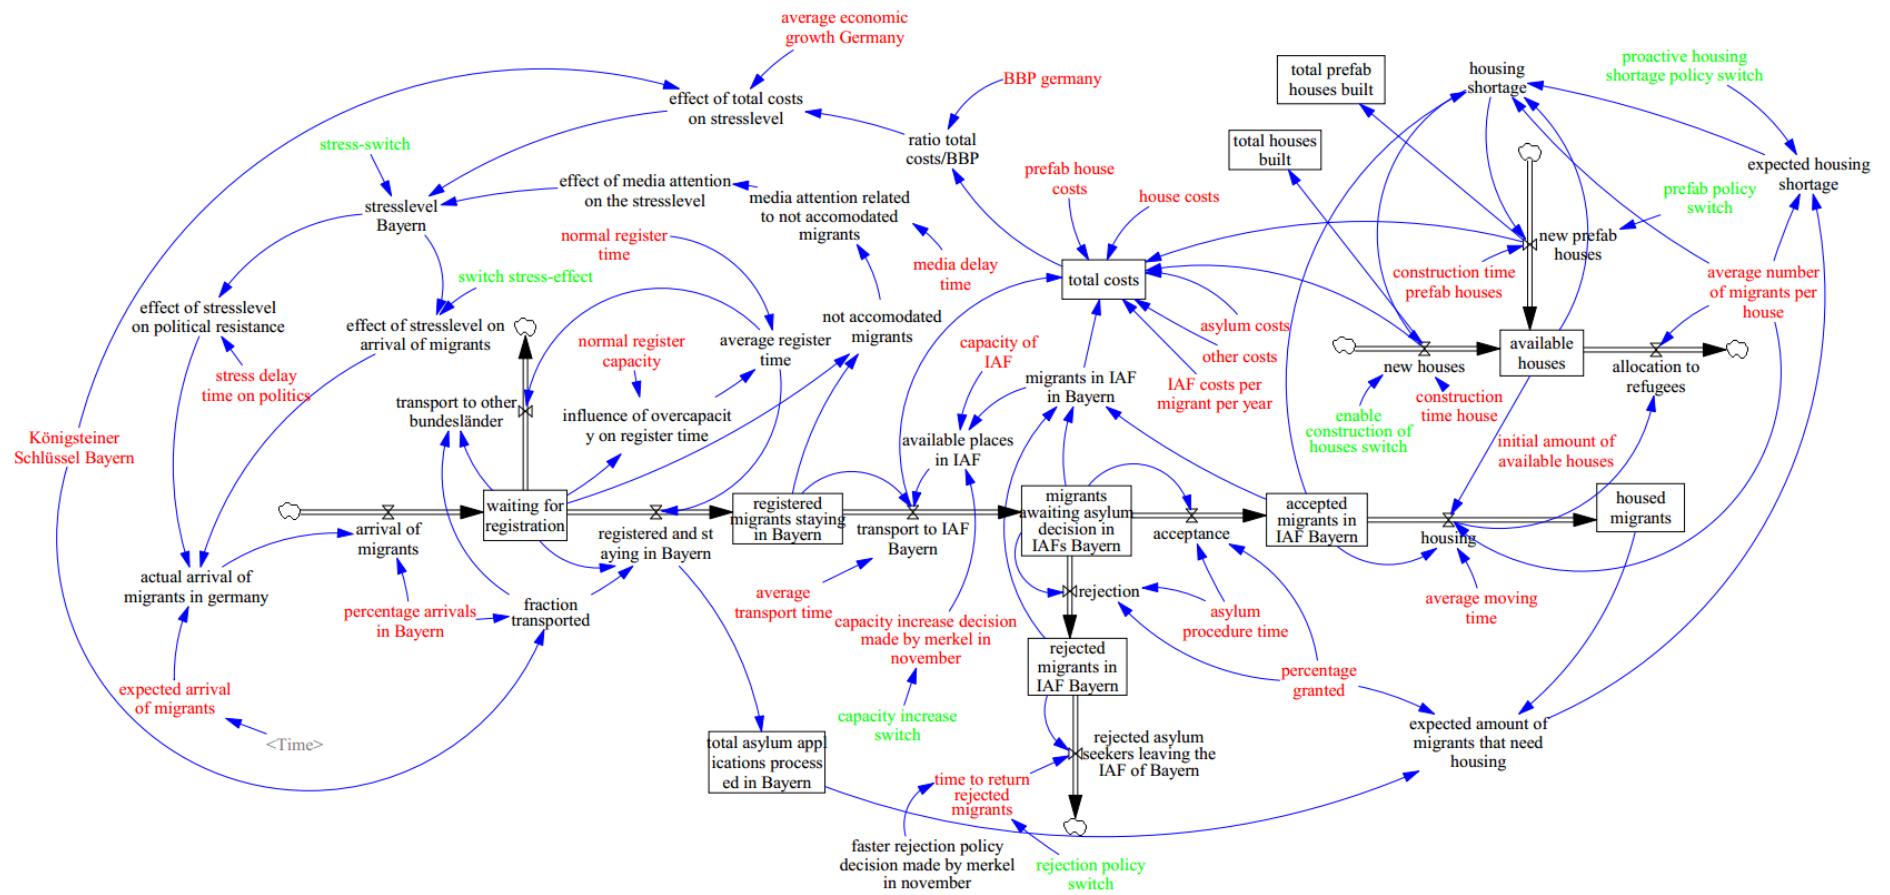 average economic
growth Germany
BBP germany
effect of total costs
on stresslevel
ratio total
costs/BBP
total prefab
houses built
housing
shortage
proactive housing
shortage policy switch
total houses
built
expected housing
shortage
prefab policy
switch
stress-switch
effect of media attention
on the stresslevel
media attention related
to not accomodated
migrants
prefab house
costs
house costs
stresslevel
Bayern
normal register
time
switch stress-effect
media delay
time
total costs
new prefab
houses
construction time
prefab houses
average number
of migrants per
house
effect of stresslevel
on political resistance
effect of stresslevel on
arrival of migrants
not accomodated
migrants
average register
time
normal register
capacity
capacity of
IAF
asylum costs
other costs
IAF costs per
migrant per year
available
houses
new houses
allocation to
refugees
construction
time house
enable
construction of
houses switch
initial amount of
available houses
stress delay
time on politics
transport to other
bundesländer
influence of overcapacit
y on register time
migrants in IAF
in Bayern
available places
in IAF
Königsteiner
Schlüssel Bayern
waiting for
registration
registered
migrants staying
in Bayern
migrants
awaiting asylum
decision in
IAFs Bayern
accepted
migrants in
IAF Bayern
housed
migrants
arrival of
migrants
registered and st
aying in Bayern
transport to IAF
Bayern
acceptance
housing
actual arrival of
migrants in germany
percentage arrivals
in Bayern
fraction
transported
average
transport time
capacity increase decision
made by merkel in
november
rejection
asylum
procedure time
average moving
time
rejected
migrants in
IAF Bayern
percentage
granted
expected arrival
of migrants
<Time>
capacity increase
switch
total asylum appl
ications process
ed in Bayern
rejected asylum
seekers leaving the
IAF of Bayern
expected amount of
migrants that need
housing
time to return
rejected
migrants
faster rejection policy
decision made by merkel
in november
rejection policy
switch